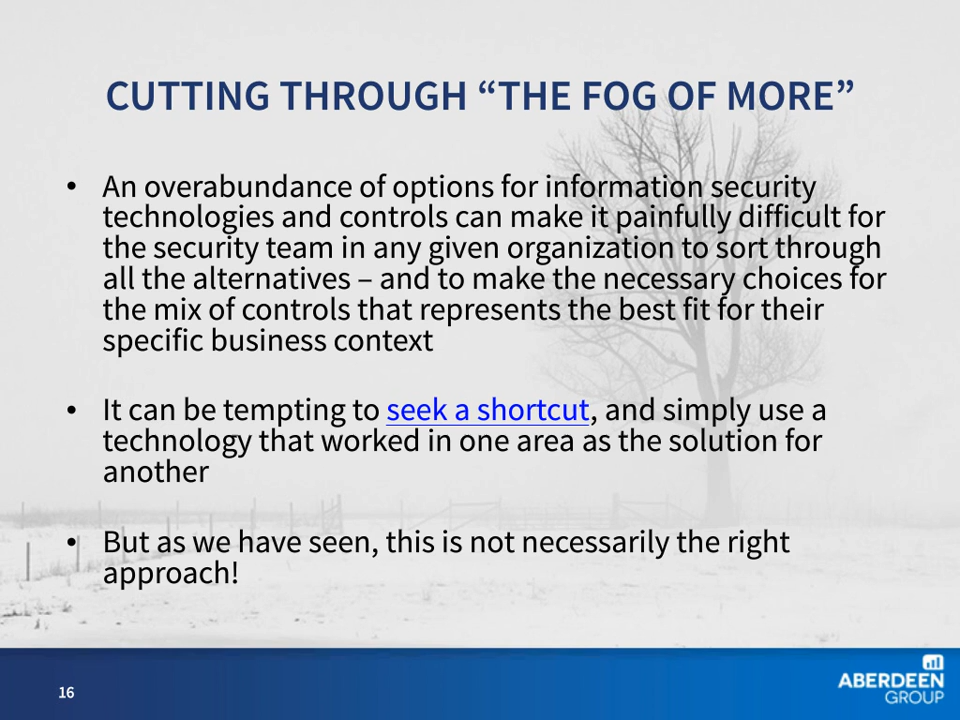 CUTTING THROUGH “THE FOG OF MORE”
• An overabundance of options for information security
technologies and controls can make it painfully difficult for
the security team in any given organization to sort through
all the alternatives – and to make the necessary choices for
the mix of controls that represents the best fit for their
specific business context
• It can be tempting to seek a shortcut, and simply use a
technology that worked in one area as the solution for
another
• But as we have seen, this is not necessarily the right
approach!
16
ABERDEEN
GROUP